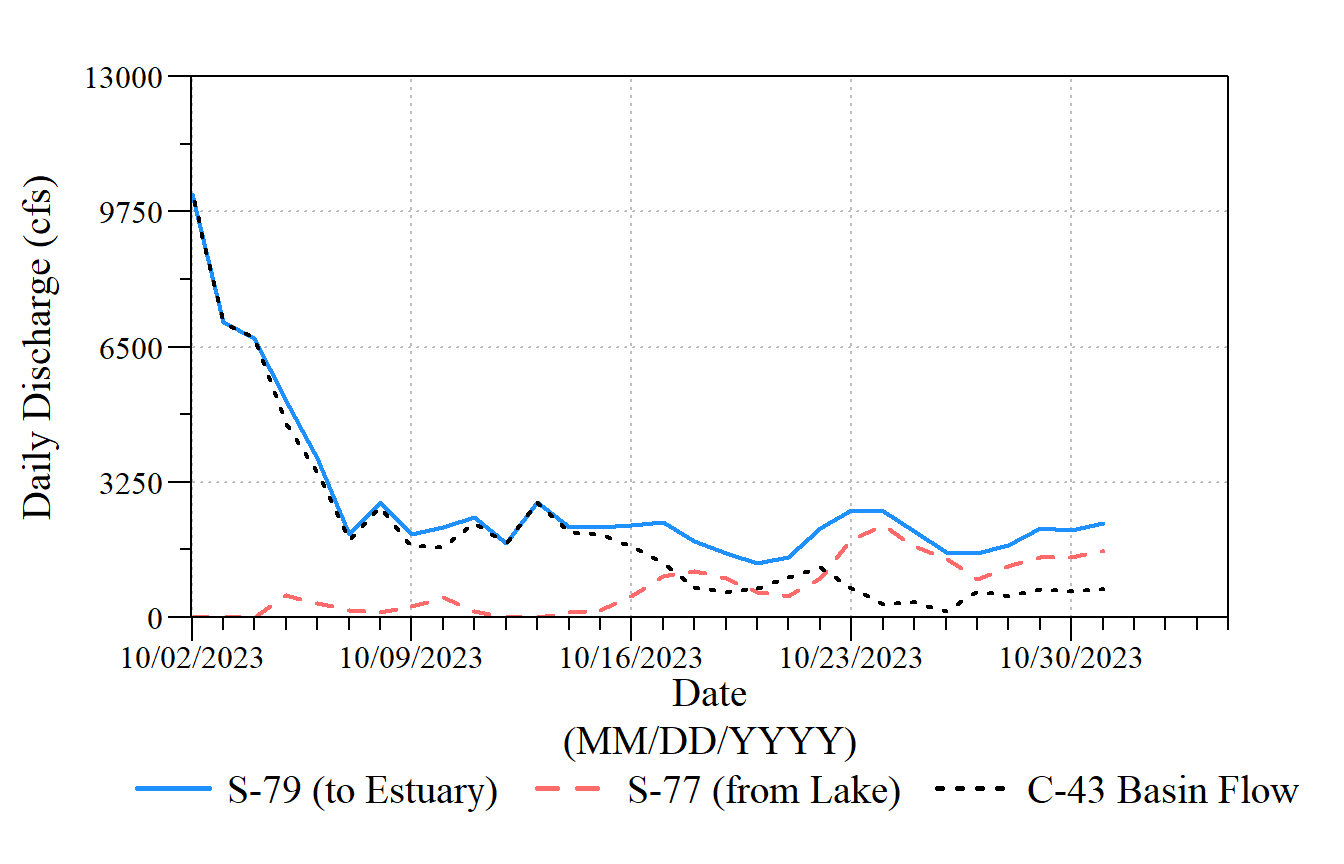 13000
9750
6500
3250
0
Daily Discharge (cfs)
10/02/2023 10/09/2023 10/16/2023 10/23/2023 10/30/2023
Date
(MM/DD/YYYY)
S-79 (to Estuary) S-77 (from Lake) C-43 Basin Flow